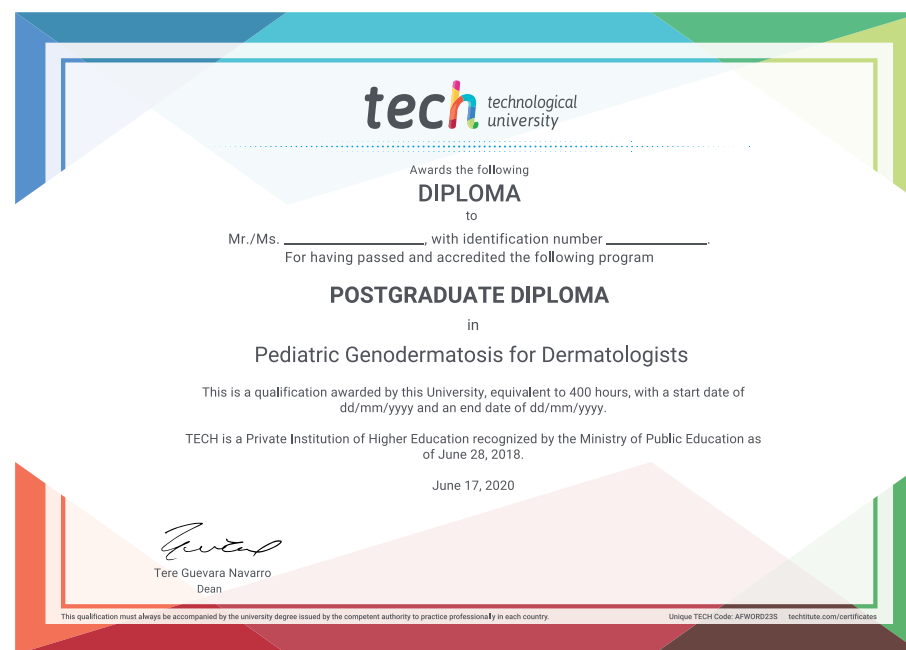 tech technological
university
Awards the following
DIPLOMA
to
Mr./Ms. ________________, with identification number ____________.
For having passed and accredited the following program
POSTGRADUATE DIPLOMA
in
Pediatric Genodermatosis for Dermatologists
This is a qualification awarded by this University, equivalent to 400 hours, with a start date of
dd/mm/yyyy and an end date of dd/mm/yyyy.
TECH is a Private Institution of Higher Education recognized by the Ministry of Public Education as
of June 28, 2018.
June 17, 2020
Tere Guevara Navarro
Dean
This qualification must always be accompanied by the university degree issued by the competent authority to practice professionally in each country.
Unique TECH Code: AFWORD23S techtitute.com/certificates